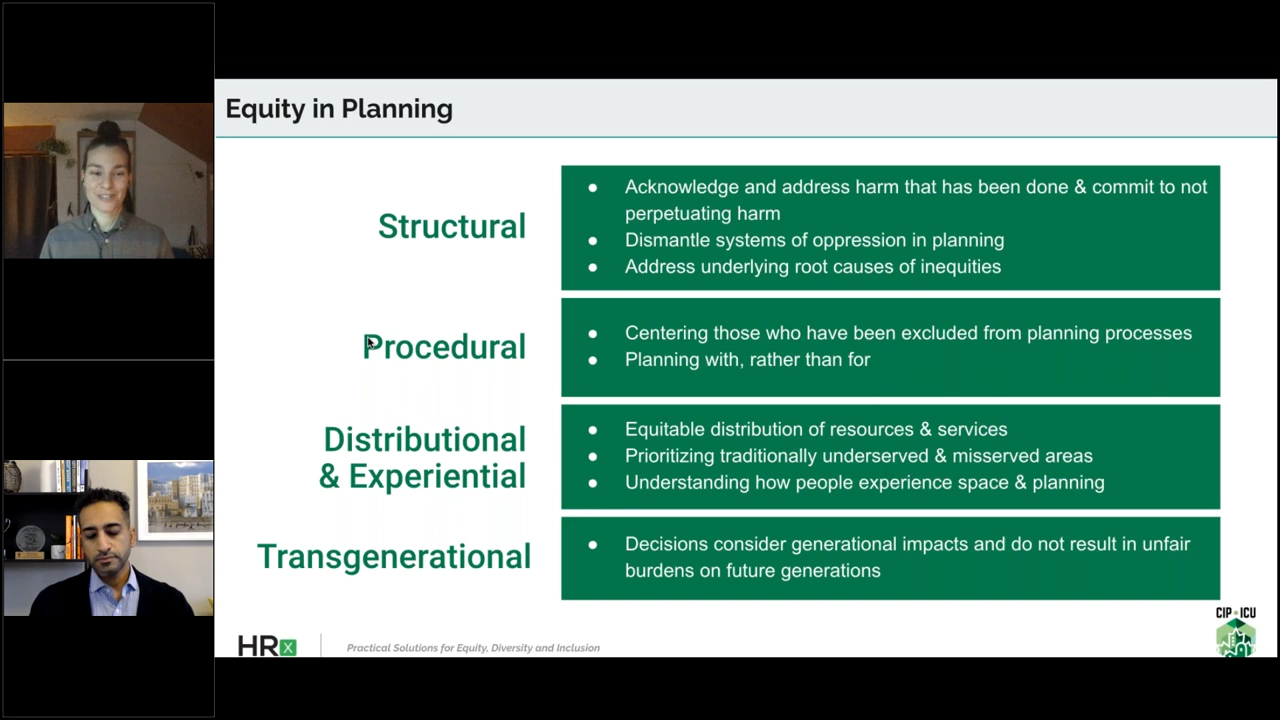 Equity in Planning
Structural
● Acknowledge and address harm that has been done & commit to not
perpetuating harm
● Dismantle systems of oppression in planning
● Address underlying root causes of inequities
Procedural
● Centering those who have been excluded from planning processes
● Planning with, rather than for
Distributional
& Experiential
● Equitable distribution of resources & services
● Prioritizing traditionally underserved & misserved areas
● Understanding how people experience space & planning
Transgenerational
● Decisions consider generational impacts and do not result in unfair
burdens on future generations
HRX
Practical Solutions for Equity, Diversity and Inclusion
CIP·ICU